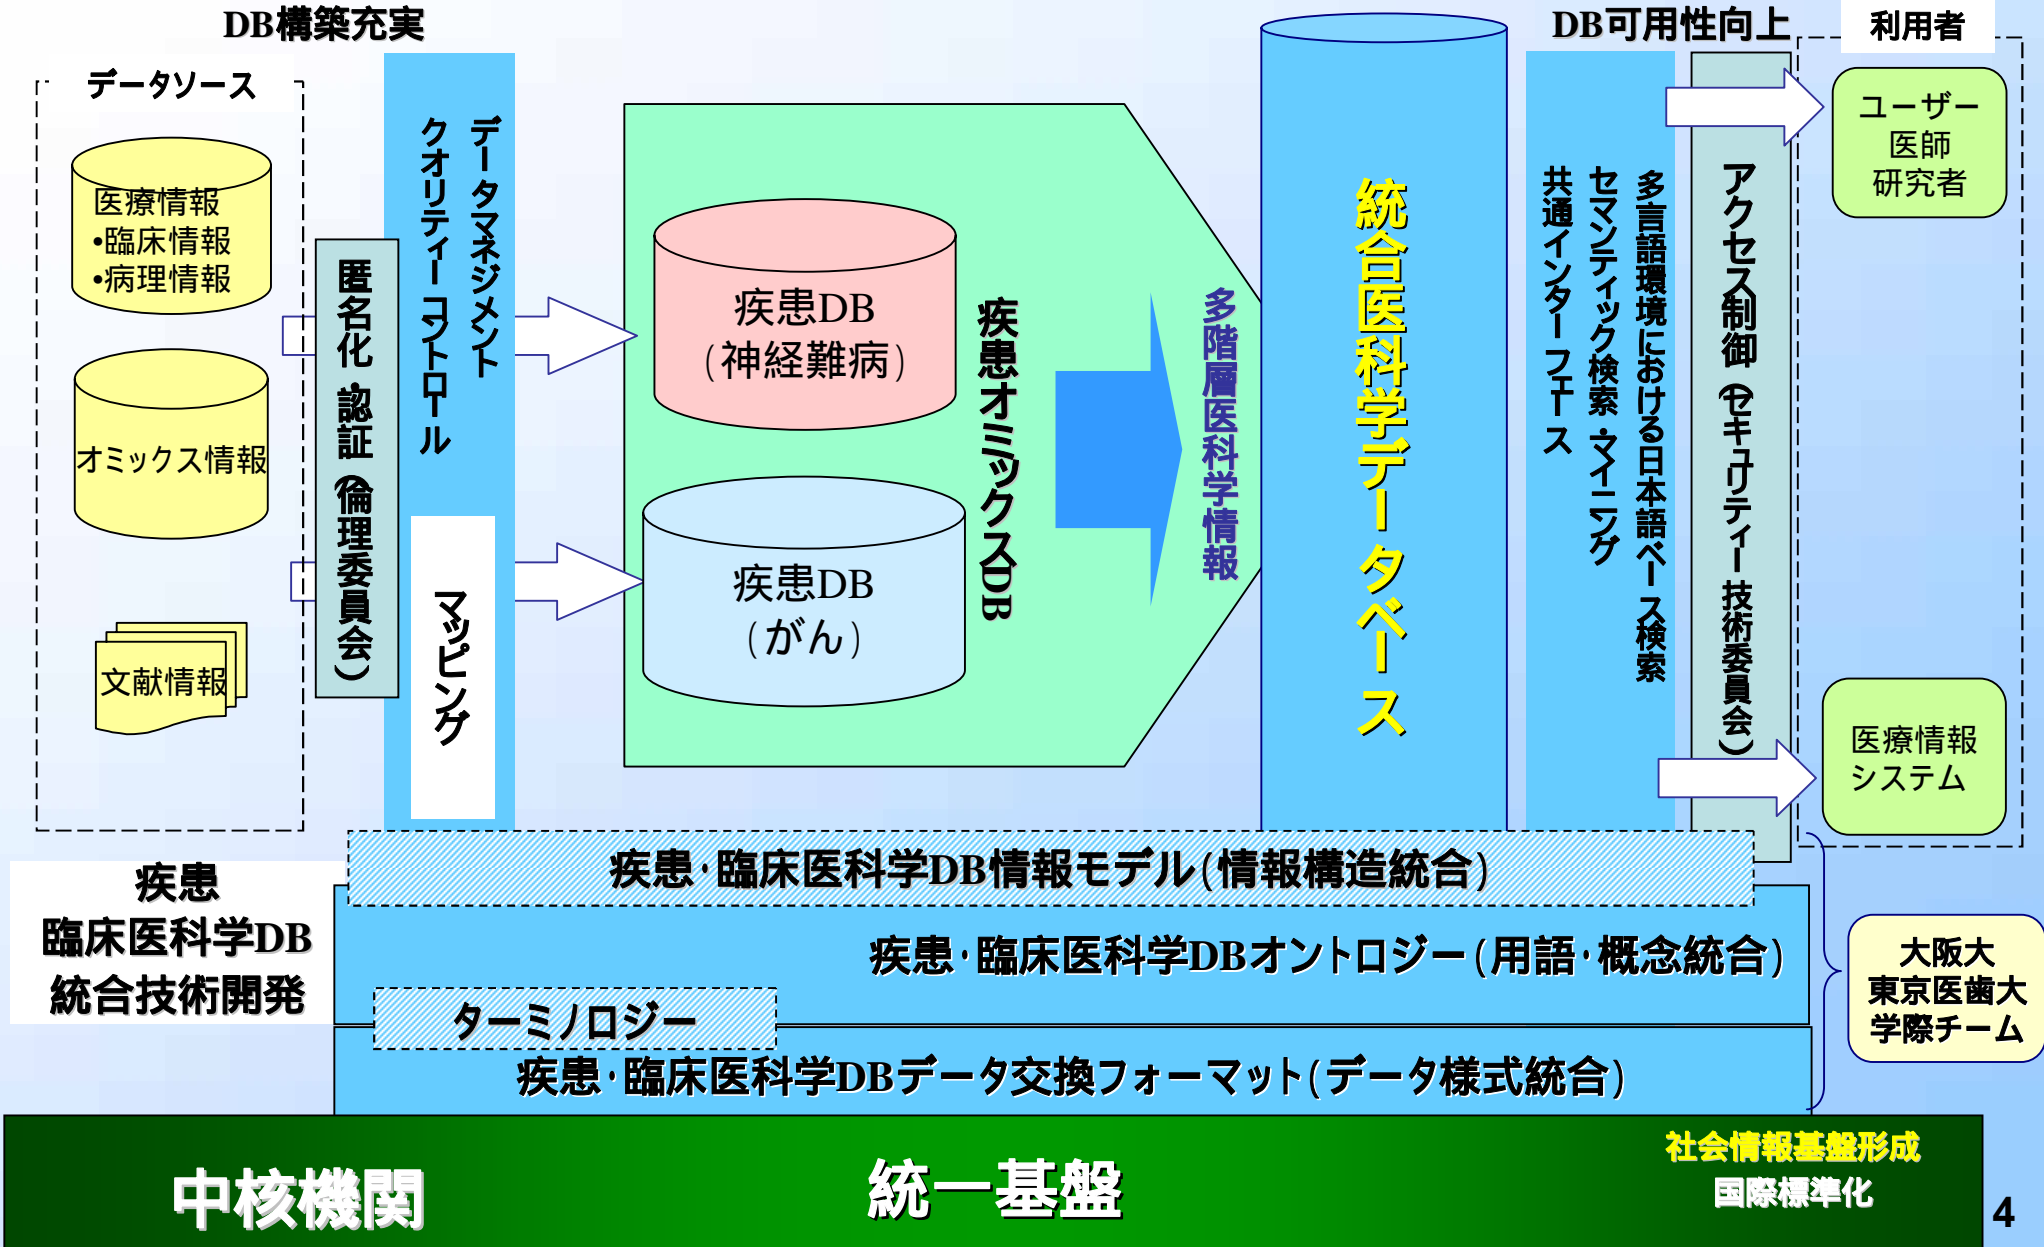 DB構築充実
DB可用性向上
利用者
データソース
医療情報
•臨床情報
•病理情報
オミックス情報
文献情報
匿名化・認証（倫理委員会）
データマネジメント
クオリティーコントロール
マッピング
疾患DB
（神経難病）
疾患DB
（がん）
疾患オミックスDB
多階層医科学情報
統合医科学データベース
多言語環境における日本語ベース検索
セマンティック検索・マイニング
共通インターフェース
アクセス制御（セキュリティー技術委員会）
ユーザー
医師
研究者
医療情報
システム
疾患
臨床医科学DB
統合技術開発
疾患・臨床医科学DB情報モデル（情報構造統合）
疾患・臨床医科学DBオントロジー（用語・概念統合）
ターミノロジー
疾患・臨床医科学DBデータ交換フォーマット（データ様式統合）
大阪大
東京医歯大
学際チーム
中核機関
統一基盤
社会情報基盤形成
国際標準化
4